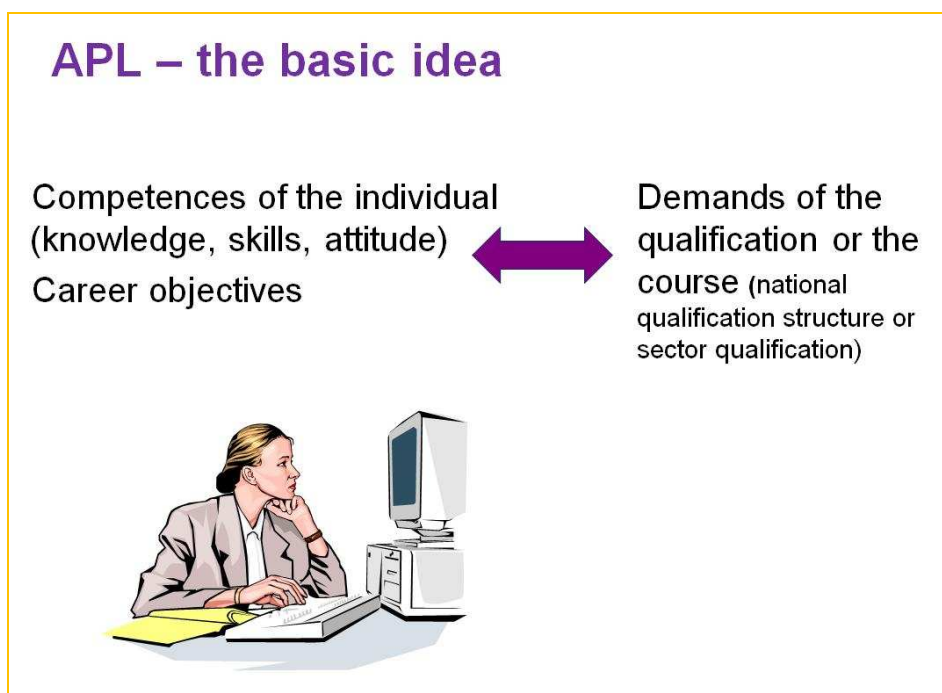 APL – the basic idea
Competences of the individual
(knowledge, skills, attitude)
Career objectives
Demands of the
qualification or the
course (national
qualification structure or
sector qualification)